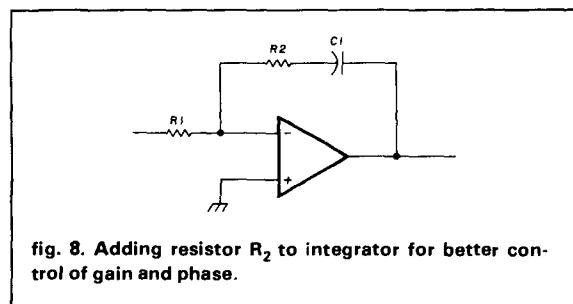 R2
C1
R1
-
+
fig. 8. Adding resistor R₂ to integrator for better con-
trol of gain and phase.